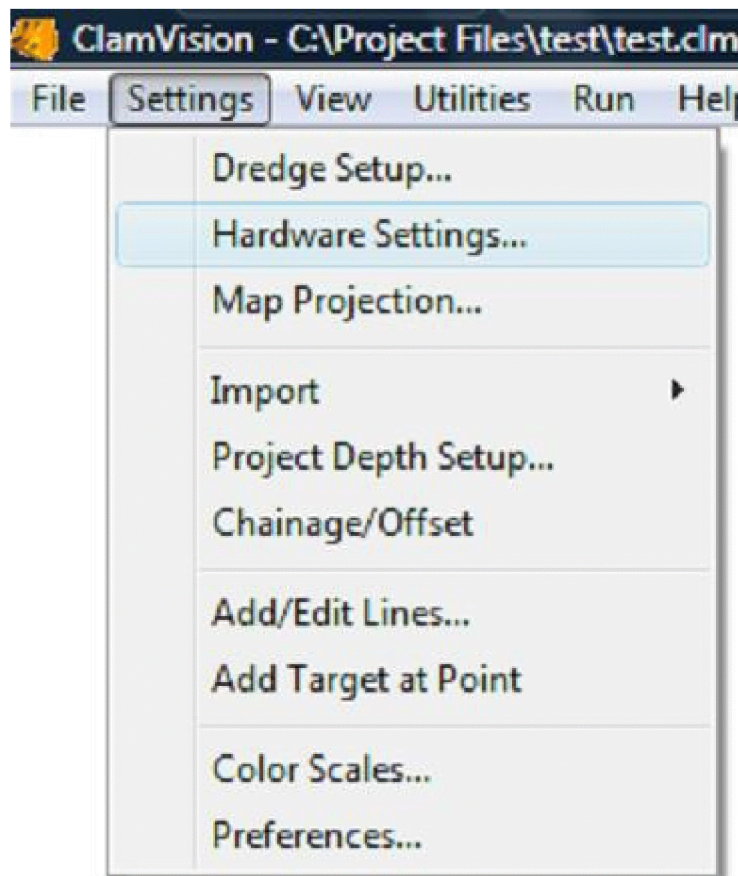 ClamVision - C:\Project Files\test\test.clm
File Settings View Utilities Run Help
Dredge Setup...
Hardware Settings...
Map Projection...
Import
Project Depth Setup...
Chainage/Offset
Add/Edit Lines...
Add Target at Point
Color Scales...
Preferences...